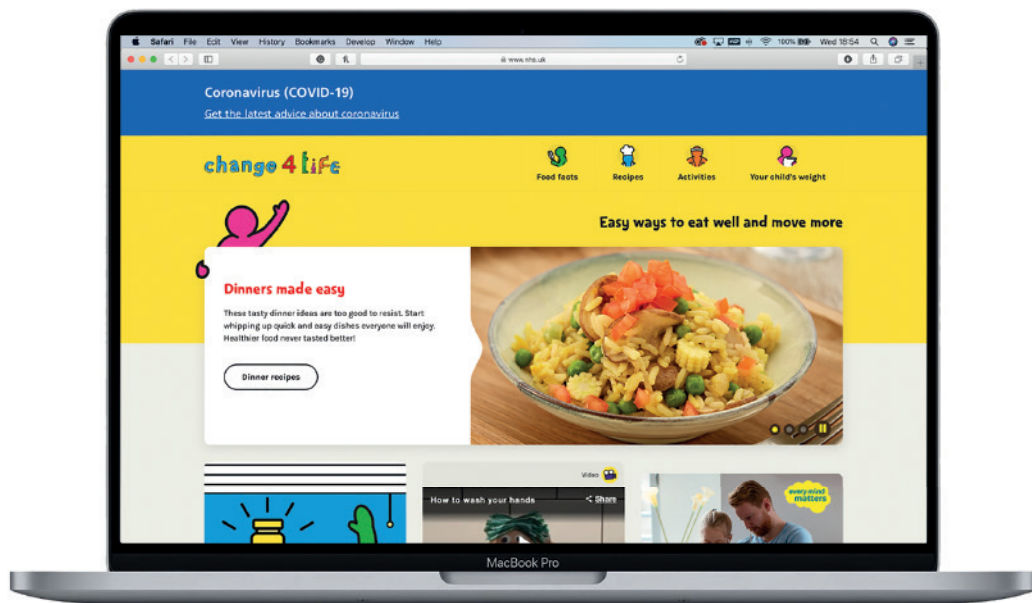 Safari File Edit View History Bookmarks Develop Window Help
100% Wed 18:54
www.nhs.uk
Coronavirus (COVID-19)
Get the latest advice about coronavirus
change 4 Life
Food facts Recipes Activities Your child's weight
Easy ways to eat well and move more
Dinners made easy
These tasty dinner ideas are too good to resist. Start
whipping up quick and easy dishes everyone will enjoy.
Healthier food never tasted better!
Dinner recipes
Video
How to wash your hands Share
every mind
matters
MacBook Pro